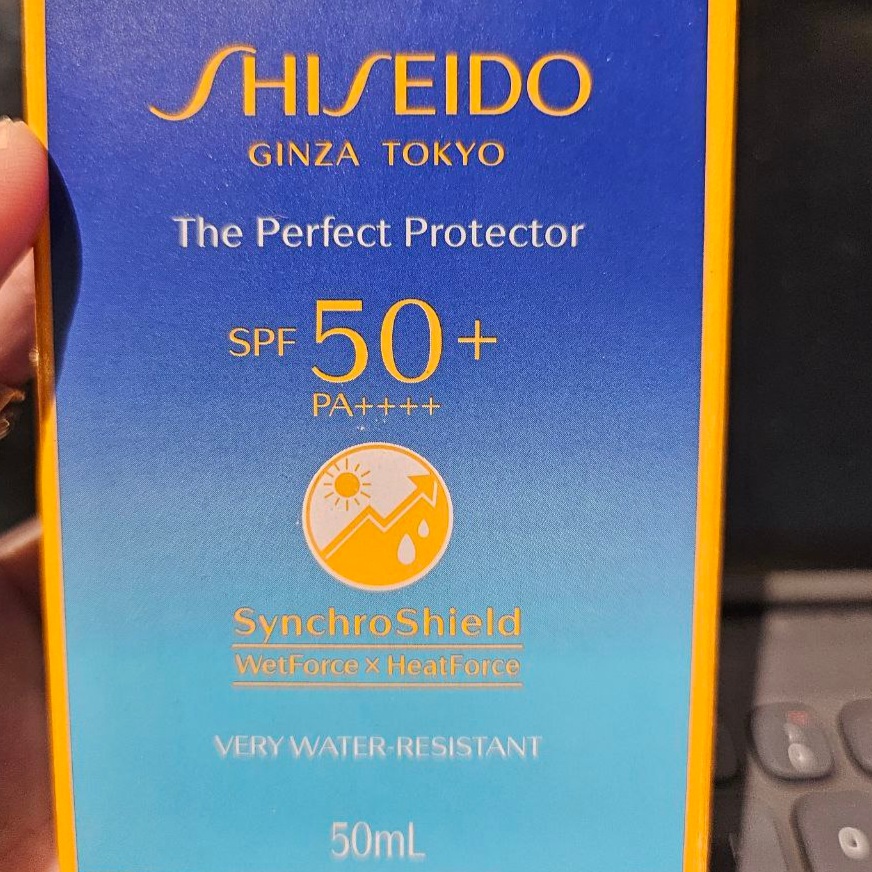 SHISEIDO
GINZA TOKYO
The Perfect Protector
SPF 50+
PA++++
SynchroShield
WetForce × HeatForce
VERY WATER-RESISTANT
50mL